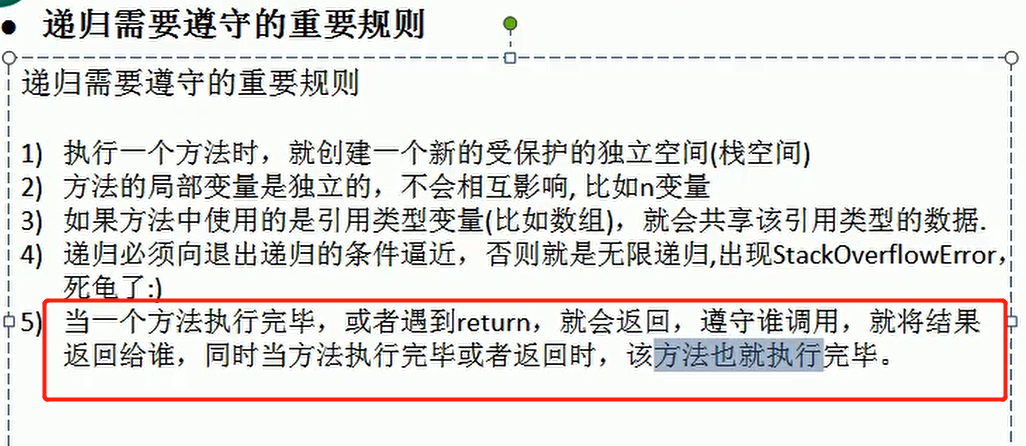 ● 递归需要遵守的重要规则
递归需要遵守的重要规则
1) 执行一个方法时，就创建一个新的受保护的独立空间(栈空间)
2) 方法的局部变量是独立的，不会相互影响, 比如n变量
3) 如果方法中使用的是引用类型变量(比如数组)，就会共享该引用类型的数据.
4) 递归必须向退出递归的条件逼近，否则就是无限递归,出现StackOverflowError，
死龟了:)
5) 当一个方法执行完毕，或者遇到return，就会返回，遵守谁调用，就将结果
返回给谁，同时当方法执行完毕或者返回时，该方法也就执行完毕。